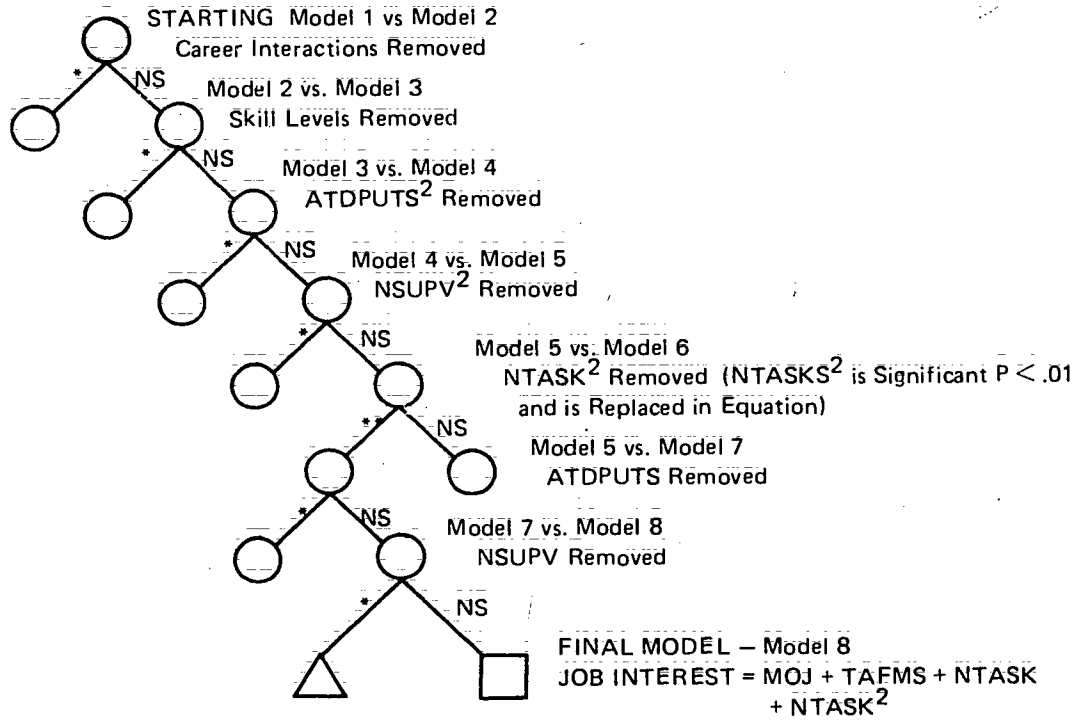 STARTING Model 1 vs Model 2
Career Interactions Removed
* NS
Model 2 vs. Model 3
Skill Levels Removed
* NS
Model 3 vs. Model 4
ATDPUTS² Removed
* NS
Model 4 vs. Model 5
NSUPV² Removed
* NS
Model 5 vs. Model 6
NTASK² Removed (NTASKS² is Significant P < .01
and is Replaced in Equation)
** NS
Model 5 vs. Model 7
ATDPUTS Removed
* NS
Model 7 vs. Model 8
NSUPV Removed
* NS
FINAL MODEL – Model 8
JOB INTEREST = MOJ + TAFMS + NTASK
+ NTASK²